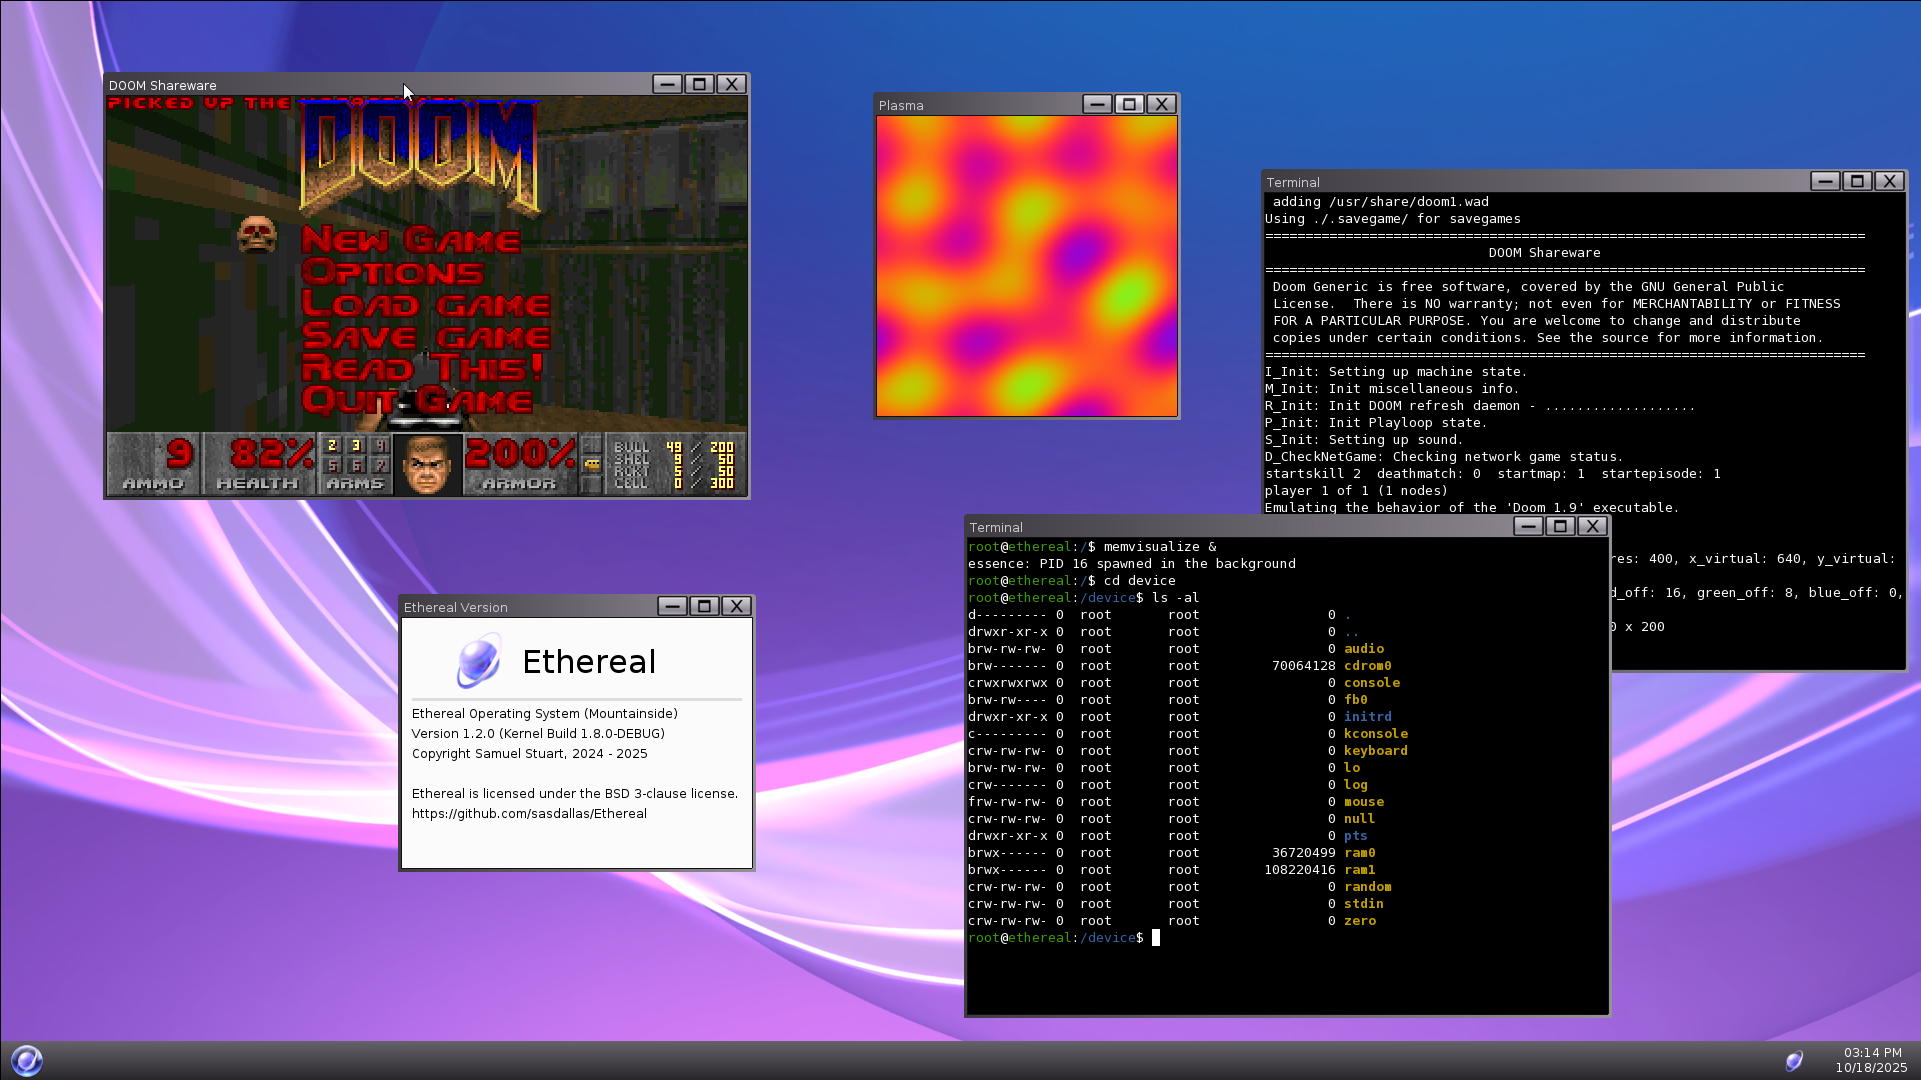 DOOM Shareware
PICKED UP THE
DOOM
NEW GAME
OPTIONS
LOAD GAME
SAVE GAME
READ THIS!
QUIT GAME
9 82% 2 3 4 200% BULL 49 / 200
5 6 7 SHEL 9 / 50
RCKT 5 / 50
AMMO HEALTH ARMS ARMOR CELL 0 / 300
Plasma
Terminal
adding /usr/share/doom1.wad
Using ./.savegame/ for savegames
===========================================================================
DOOM Shareware
===========================================================================
Doom Generic is free software, covered by the GNU General Public
License. There is NO warranty; not even for MERCHANTABILITY or FITNESS
FOR A PARTICULAR PURPOSE. You are welcome to change and distribute
copies under certain conditions. See the source for more information.
===========================================================================
I_Init: Setting up machine state.
M_Init: Init miscellaneous info.
R_Init: Init DOOM refresh daemon - ...................
P_Init: Init Playloop state.
S_Init: Setting up sound.
D_CheckNetGame: Checking network game status.
startskill 2 deathmatch: 0 startmap: 1 startepisode: 1
player 1 of 1 (1 nodes)
Emulating the behavior of the 'Doom 1.9' executable.
res: 400, x_virtual: 640, y_virtual:
d_off: 16, green_off: 8, blue_off: 0,
0 x 200
Terminal
root@ethereal:/$ memvisualize &
essence: PID 16 spawned in the background
root@ethereal:/$ cd device
root@ethereal:/device$ ls -al
d--------- 0 root root 0 .
drwxr-xr-x 0 root root 0 ..
brw-rw-rw- 0 root root 0 audio
brw------- 0 root root 70064128 cdrom0
crwxrwxrwx 0 root root 0 console
brw-rw---- 0 root root 0 fb0
drwxr-xr-x 0 root root 0 initrd
c--------- 0 root root 0 kconsole
crw-rw-rw- 0 root root 0 keyboard
brw-rw-rw- 0 root root 0 lo
crw------- 0 root root 0 log
frw-rw-rw- 0 root root 0 mouse
crw-rw-rw- 0 root root 0 null
drwxr-xr-x 0 root root 0 pts
brwx------ 0 root root 36720499 ram0
brwx------ 0 root root 108220416 ram1
crw-rw-rw- 0 root root 0 random
crw-rw-rw- 0 root root 0 stdin
crw-rw-rw- 0 root root 0 zero
root@ethereal:/device$
Ethereal Version
Ethereal
Ethereal Operating System (Mountainside)
Version 1.2.0 (Kernel Build 1.8.0-DEBUG)
Copyright Samuel Stuart, 2024 - 2025
Ethereal is licensed under the BSD 3-clause license.
https://github.com/sasdallas/Ethereal
03:14 PM
10/18/2025